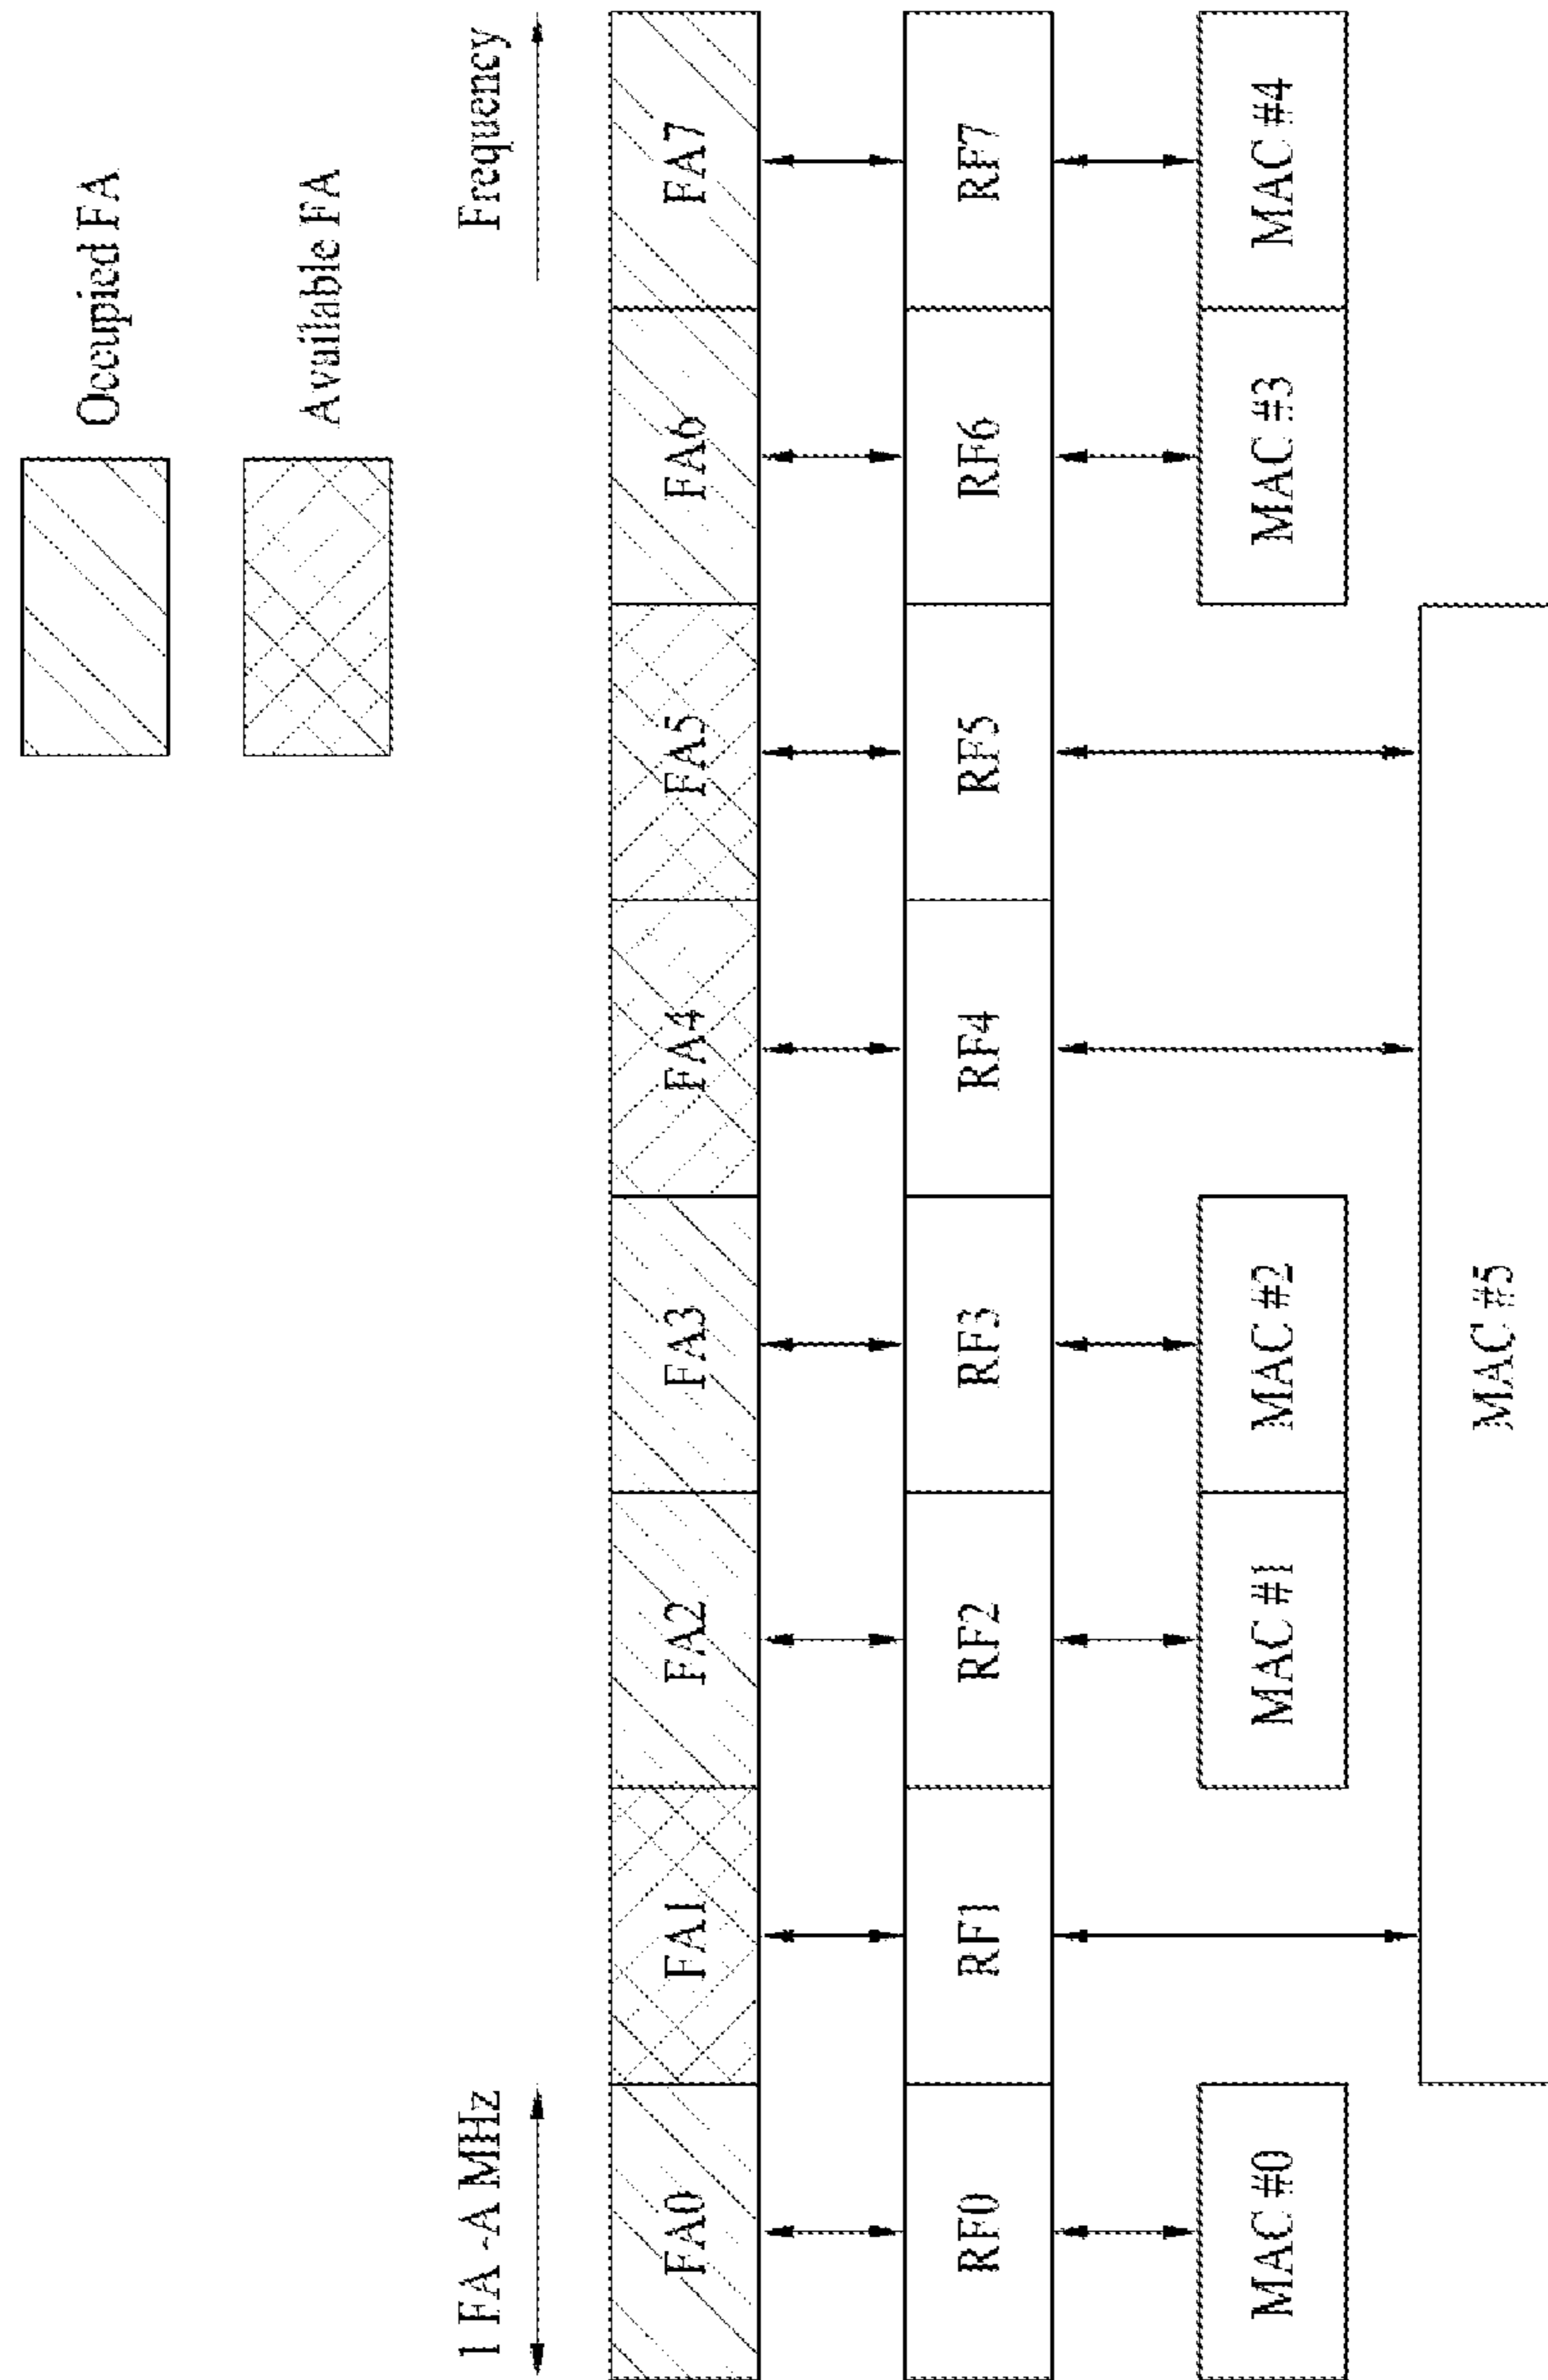 Occupied FA
Available FA
1 FA -A MHz
Frequency
FA0
FA1
FA2
FA3
FA4
FA5
FA6
FA7
RF0
RF1
RF2
RF3
RF4
RF5
RF6
RF7
MAC #0
MAC #1
MAC #2
MAC #3
MAC #4
MAC #5